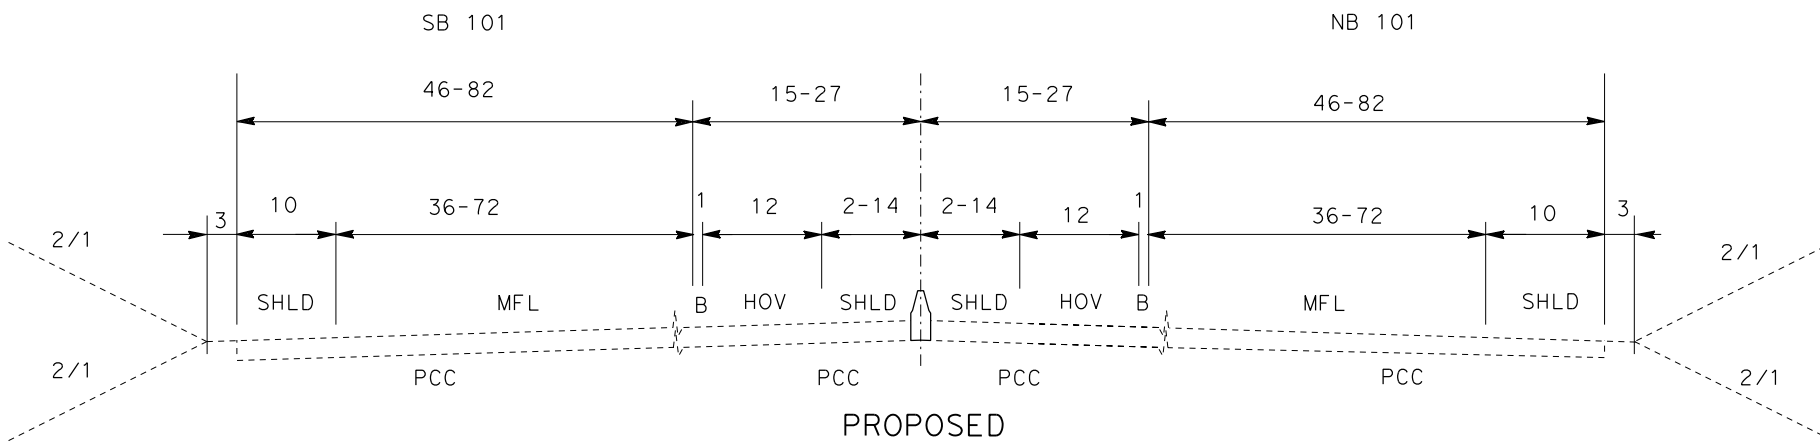 SB 101 NB 101
46-82 15-27 15-27 46-82
3 10 36-72 1 12 2-14 2-14 12 1 36-72 10 3
2/1 2/1
SHLD MFL B HOV SHLD SHLD HOV B MFL SHLD
2/1 PCC PCC PCC PCC 2/1
PROPOSED